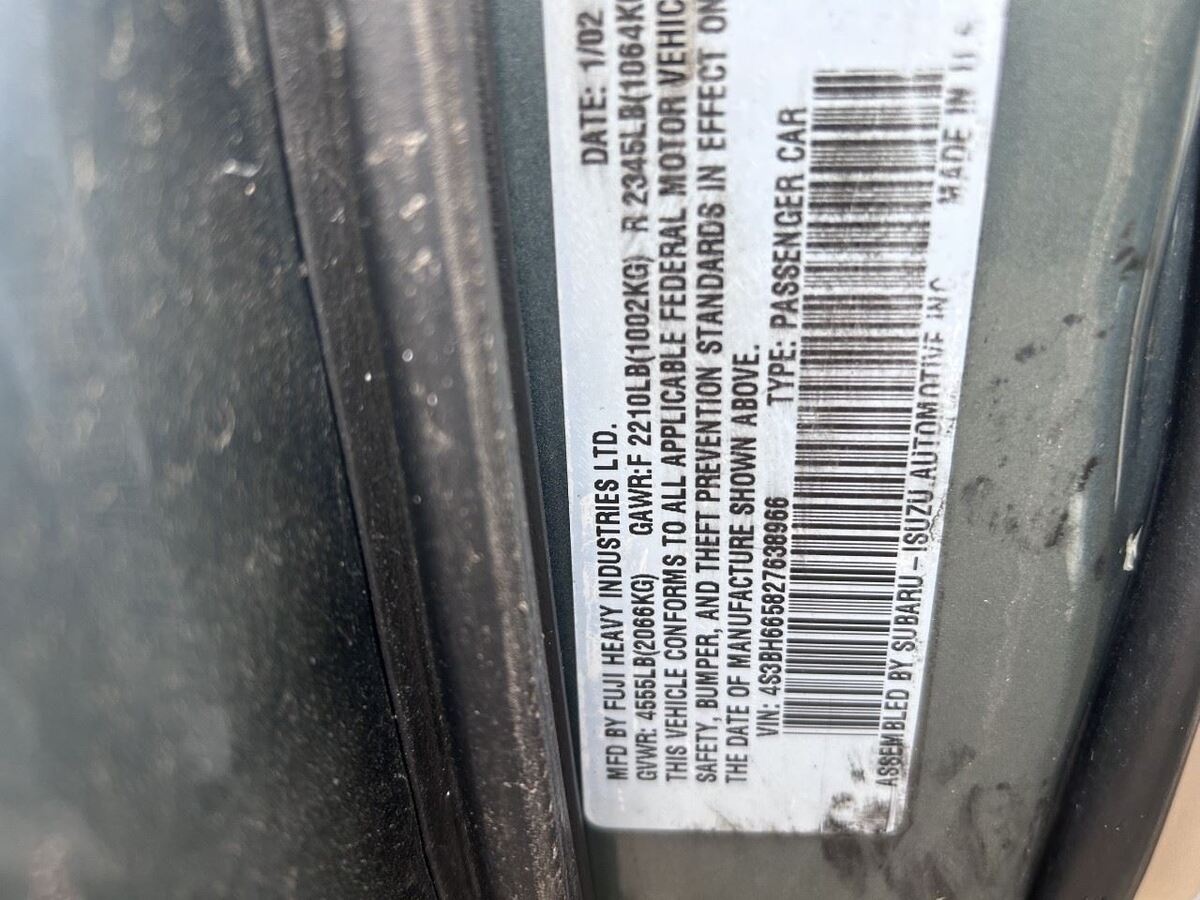 MFD BY FUJI HEAVY INDUSTRIES LTD. DATE: 1/02
GVWR: 4555LB(2066KG) GAWR:F 2210LB(1002KG) R 2345LB(1064K
THIS VEHICLE CONFORMS TO ALL APPLICABLE FEDERAL MOTOR VEHIC
SAFETY, BUMPER, AND THEFT PREVENTION STANDARDS IN EFFECT ON
THE DATE OF MANUFACTURE SHOWN ABOVE.
VIN: 4S3BH665827638966 TYPE: PASSENGER CAR
ASSEMBLED BY SUBARU-ISUZU AUTOMOTIVE INC MADE IN U.S